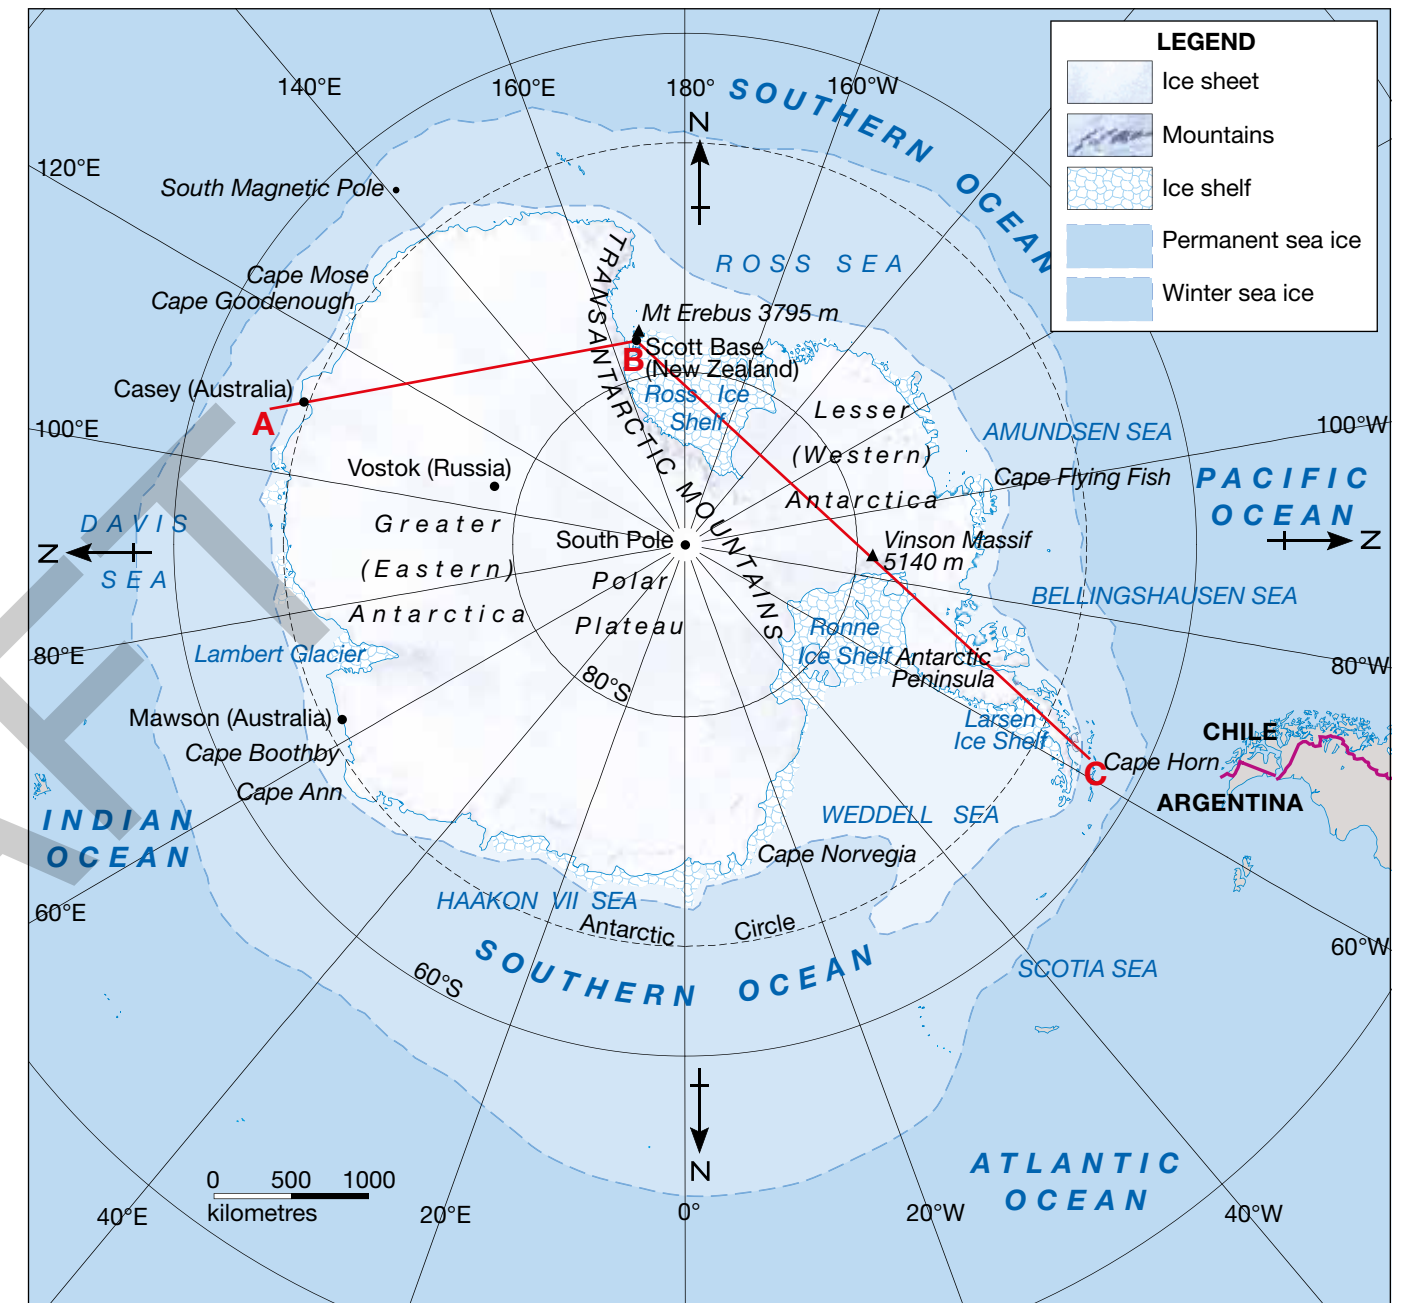 LEGEND
Ice sheet
Mountains
Ice shelf
Permanent sea ice
Winter sea ice
140°E
160°E
180°
160°W
SOUTHERN OCEAN
N
120°E
South Magnetic Pole
ROSS SEA
Cape Mose
Cape Goodenough
TRANSANTARCTIC MOUNTAINS
Mt Erebus 3795 m
B
Scott Base
(New Zealand)
Casey (Australia)
A
Ross Ice
Shelf
Lesser
(Western)
Antarctica
100°E
100°W
AMUNDSEN SEA
Vostok (Russia)
Cape Flying Fish
PACIFIC
OCEAN
DAVIS
SEA
N
Greater
(Eastern)
Antarctica
South Pole
Polar
Plateau
Vinson Massif
5140 m
N
BELLINGSHAUSEN SEA
Ronne
Ice Shelf
Antarctic
Peninsula
Lambert Glacier
80°E
80°S
80°W
Mawson (Australia)
Cape Boothby
Cape Ann
Larsen
Ice Shelf
CHILE
C
Cape Horn
ARGENTINA
INDIAN
OCEAN
WEDDELL SEA
Cape Norvegia
HAAKON VII SEA
Antarctic Circle
60°E
60°W
SOUTHERN OCEAN
60°S
SCOTIA SEA
N
ATLANTIC
OCEAN
0 500 1000
kilometres
40°E
20°E
0°
20°W
40°W